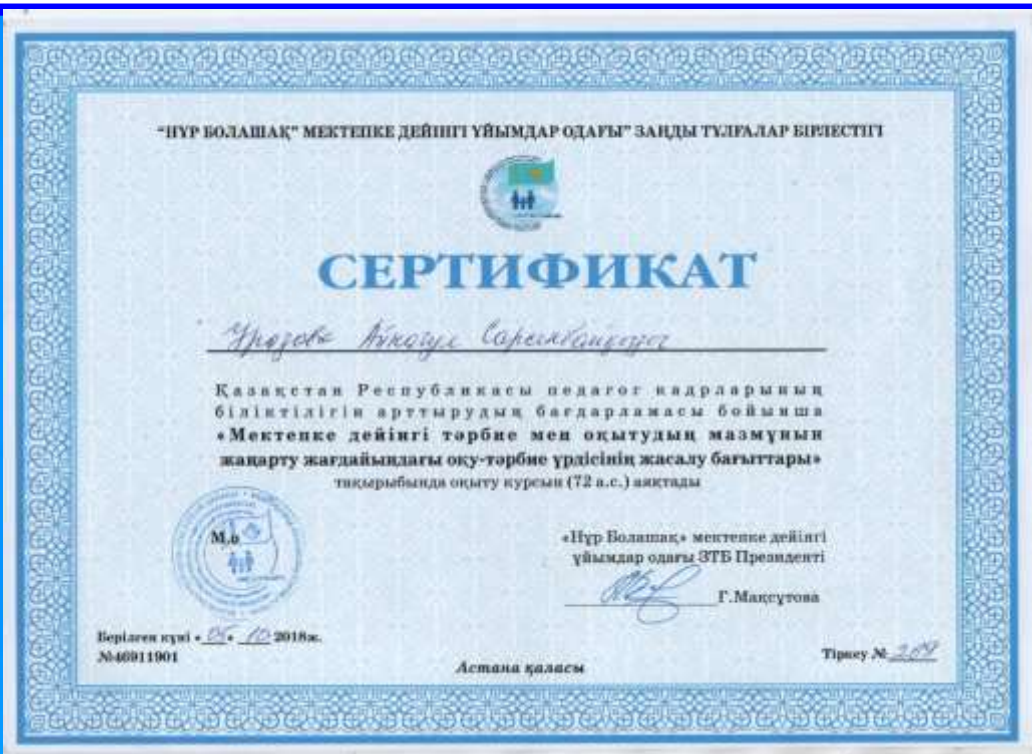 "НҰР БОЛАШАҚ" МЕКТЕПКЕ ДЕЙІНГІ ҰЙЫМДАР ОДАҒЫ" ЗАҢДЫ ТҰЛҒАЛАР БІРЛЕСТІГІ
СЕРТИФИКАТ
Қазақстан Республикасы педагог кадрларының
біліктілігін арттырудың бағдарламасы бойынша
«Мектепке дейінгі тәрбие мен оқытудың мазмұнын
жаңарту жағдайындағы оқу-тәрбие үрдісінің жасалу бағыттары»
тақырыбында оқыту курсын (72 а.с.) аяқтады
М.о
«Нұр Болашақ» мектепке дейінгі
ұйымдар одағы ЗТБ Президенті
Г.Мақсұтова
Берілген күні « » 10 2018ж.
№46911901
Тіркеу №
Астана қаласы